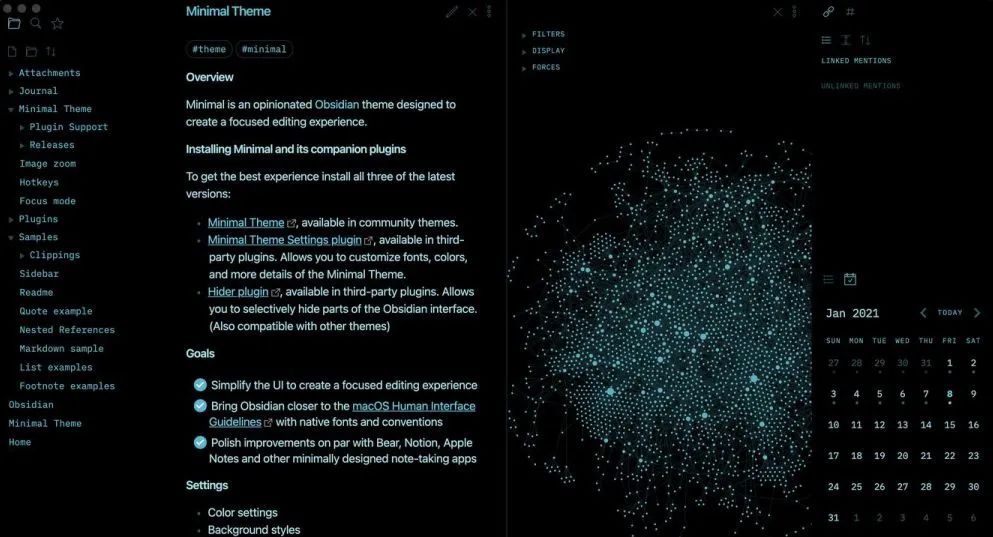 Attachments
Journal
Minimal Theme
Plugin Support
Releases
Image zoom
Hotkeys
Focus mode
Plugins
Samples
Clippings
Sidebar
Readme
Quote example
Nested References
Markdown sample
List examples
Footnote examples
Obsidian
Minimal Theme
Home
Minimal Theme
#theme #minimal
Overview
Minimal is an opinionated Obsidian theme designed to
create a focused editing experience.
Installing Minimal and its companion plugins
To get the best experience install all three of the latest
versions:
Minimal Theme, available in community themes.
Minimal Theme Settings plugin, available in third-
party plugins. Allows you to customize fonts, colors,
and more details of the Minimal Theme.
Hider plugin, available in third-party plugins. Allows
you to selectively hide parts of the Obsidian interface.
(Also compatible with other themes)
Goals
Simplify the UI to create a focused editing experience
Bring Obsidian closer to the macOS Human Interface
Guidelines with native fonts and conventions
Polish improvements on par with Bear, Notion, Apple
Notes and other minimally designed note-taking apps
Settings
Color settings
Background styles
FILTERS
DISPLAY
FORCES
LINKED MENTIONS
UNLINKED MENTIONS
Jan 2021 TODAY
SUN MON TUE WED THU FRI SAT
27 28 29 30 31 1 2
3 4 5 6 7 8 9
10 11 12 13 14 15 16
17 18 19 20 21 22 23
24 25 26 27 28 29 30
31 1 2 3 4 5 6